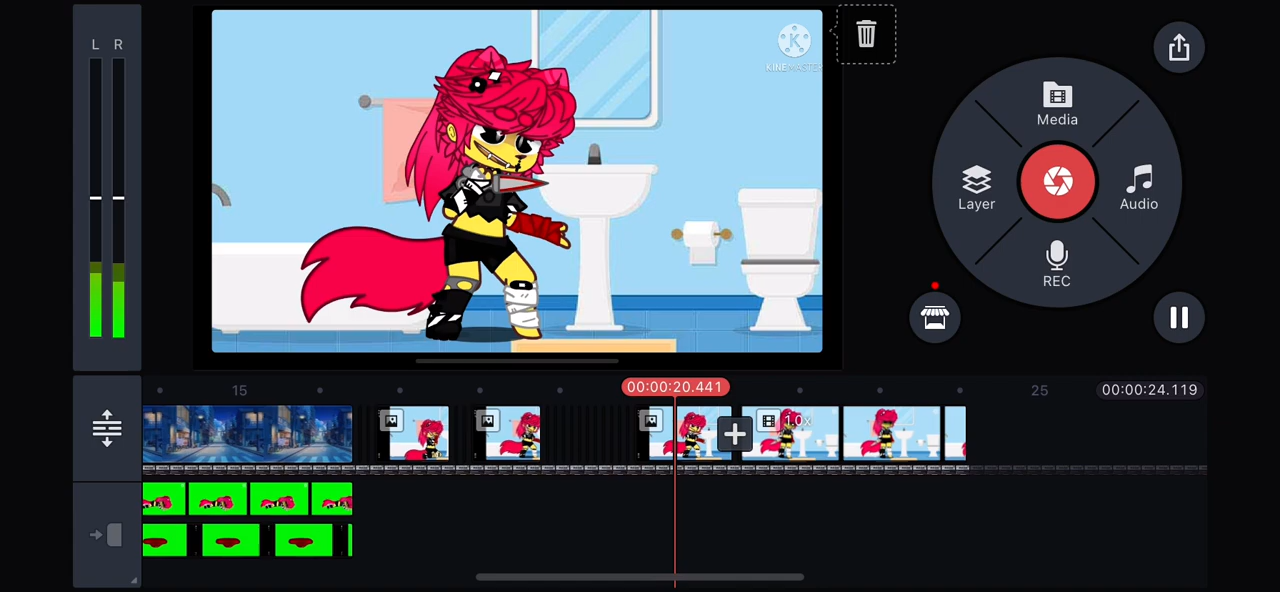 L R
KINEMASTER
Media
Layer
Audio
REC
00:00:20.441
15
25
00:00:24.119
1.0x